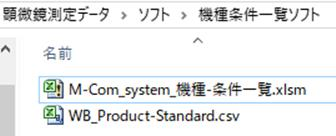 顕微鏡測定データ > ソフト > 機種条件一覧ソフト
名前
M-Com_system_機種-条件一覧.xlsm
WB_Product-Standard.csv